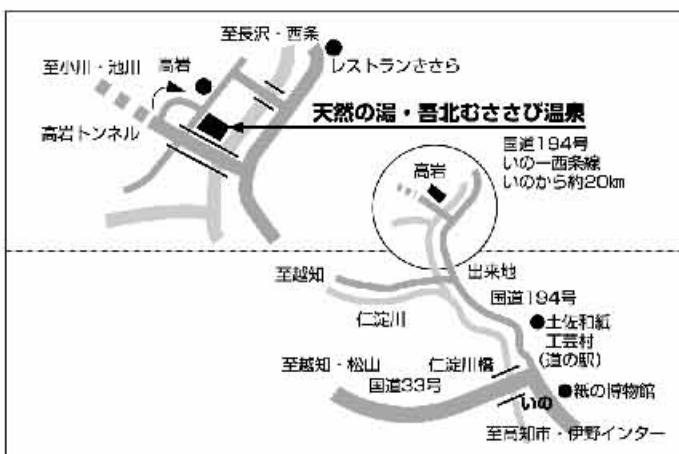 至長沢・西条
レストランきさら
至小川・池川
高岩
高岩トンネル
天然の湯・吾北むささび温泉
国道194号
いの—西条線
いのから約20km
高岩
至越知
出来地
国道194号
仁淀川
土佐和紙
工芸村
(道の駅)
至越知・松山
仁淀川橋
国道33号
いの
紙の博物館
至高知市・伊野インター